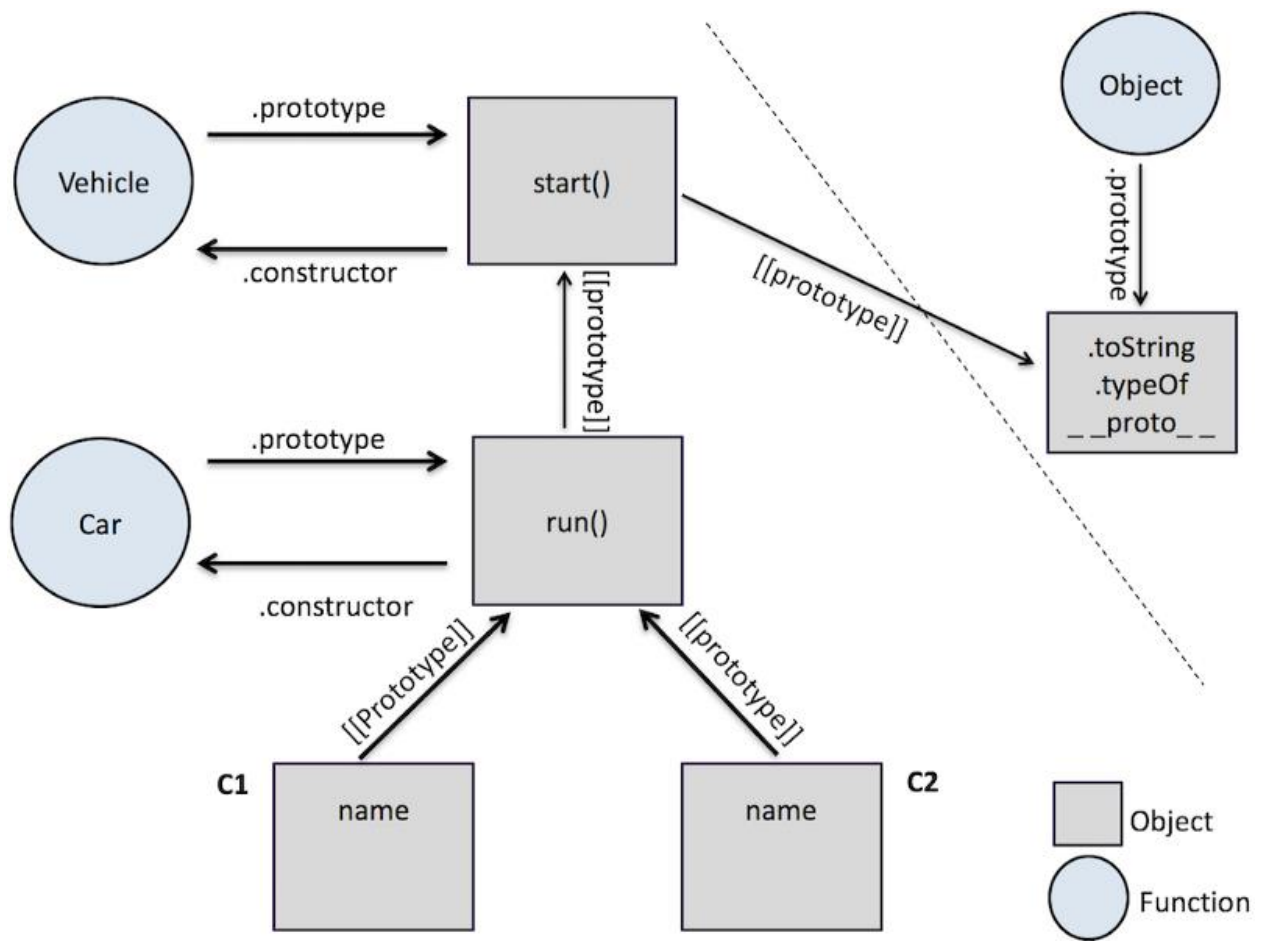 Object
.prototype
Vehicle
start()
.prototype
.constructor
[[prototype]]
[[prototype]]
.toString
.typeOf
_ _proto_ _
.prototype
Car
run()
.constructor
[[Prototype]]
[[prototype]]
C1
name
name
C2
Object
Function